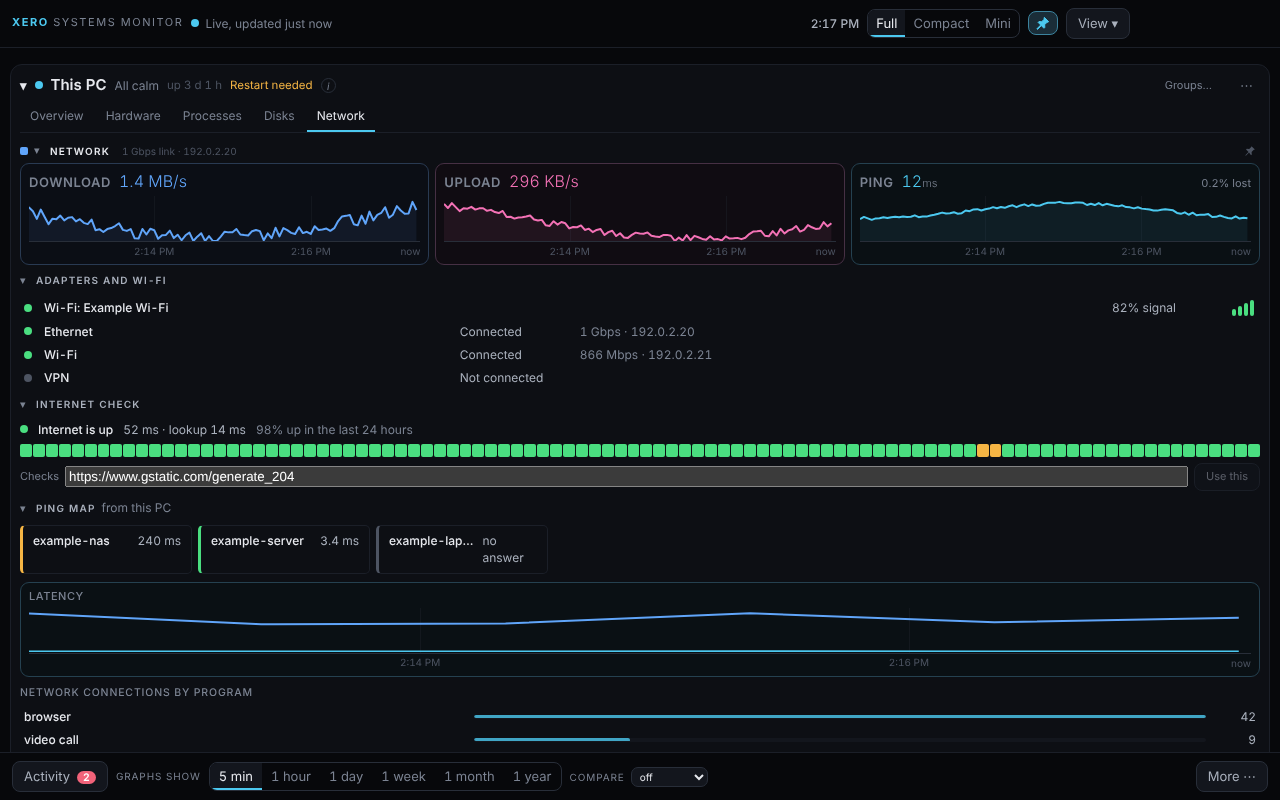 XERO SYSTEMS MONITOR Live, updated just now 2:17 PM Full Compact Mini View ▾
▾ This PC All calm up 3 d 1 h Restart needed i Groups... ⋯
Overview Hardware Processes Disks Network
▾ NETWORK 1 Gbps link · 192.0.2.20
DOWNLOAD 1.4 MB/s UPLOAD 296 KB/s PING 12ms 0.2% lost
2:14 PM 2:16 PM now 2:14 PM 2:16 PM now 2:14 PM 2:16 PM now
▾ ADAPTERS AND WI-FI
Wi-Fi: Example Wi-Fi 82% signal
Ethernet Connected 1 Gbps · 192.0.2.20
Wi-Fi Connected 866 Mbps · 192.0.2.21
VPN Not connected
▾ INTERNET CHECK
Internet is up 52 ms · lookup 14 ms 98% up in the last 24 hours
Checks https://www.gstatic.com/generate_204 Use this
▾ PING MAP from this PC
example-nas 240 ms example-server 3.4 ms example-lap... no answer
LATENCY
2:14 PM 2:16 PM now
NETWORK CONNECTIONS BY PROGRAM
browser 42
video call 9
Activity 2 GRAPHS SHOW 5 min 1 hour 1 day 1 week 1 month 1 year COMPARE off More ⋯